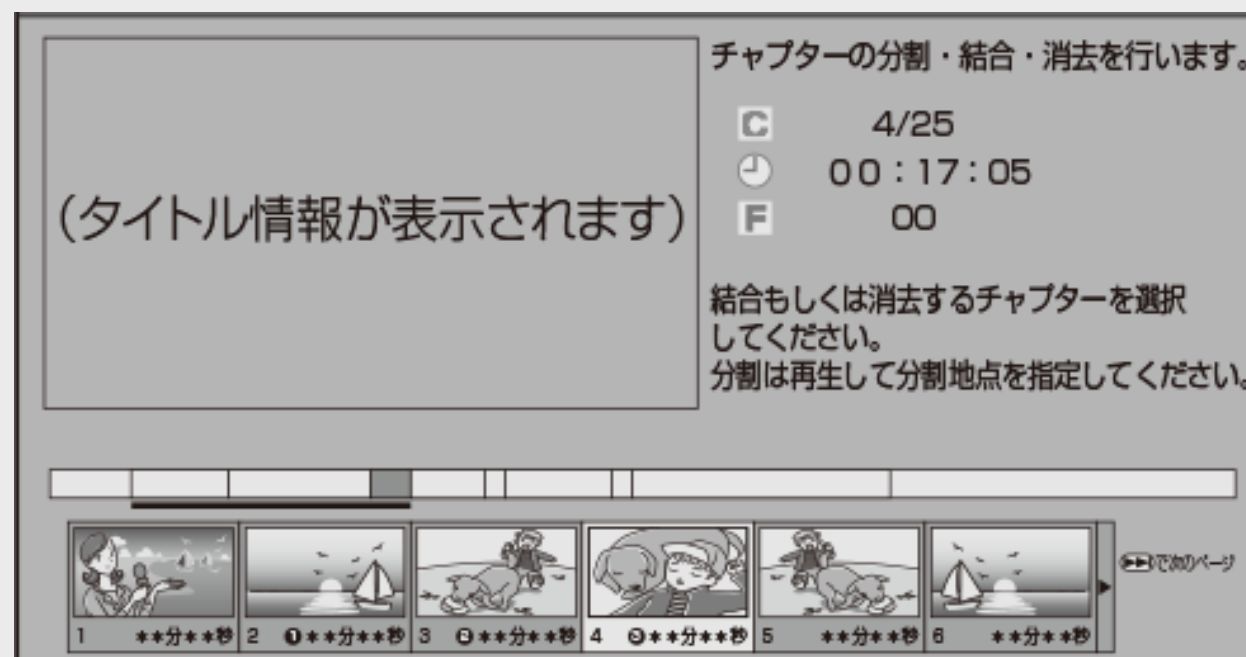 チャプターの分割・結合・消去を行います。
C 4/25
00:17:05
F 00
(タイトル情報が表示されます)
結合もしくは消去するチャプターを選択
してください。
分割は再生して分割地点を指定してください。
1 **分**秒 2 ❶**分**秒 3 ❷**分**秒 4 ❸**分**秒 5 **分**秒 6 **分**秒
▶▶で次のページ